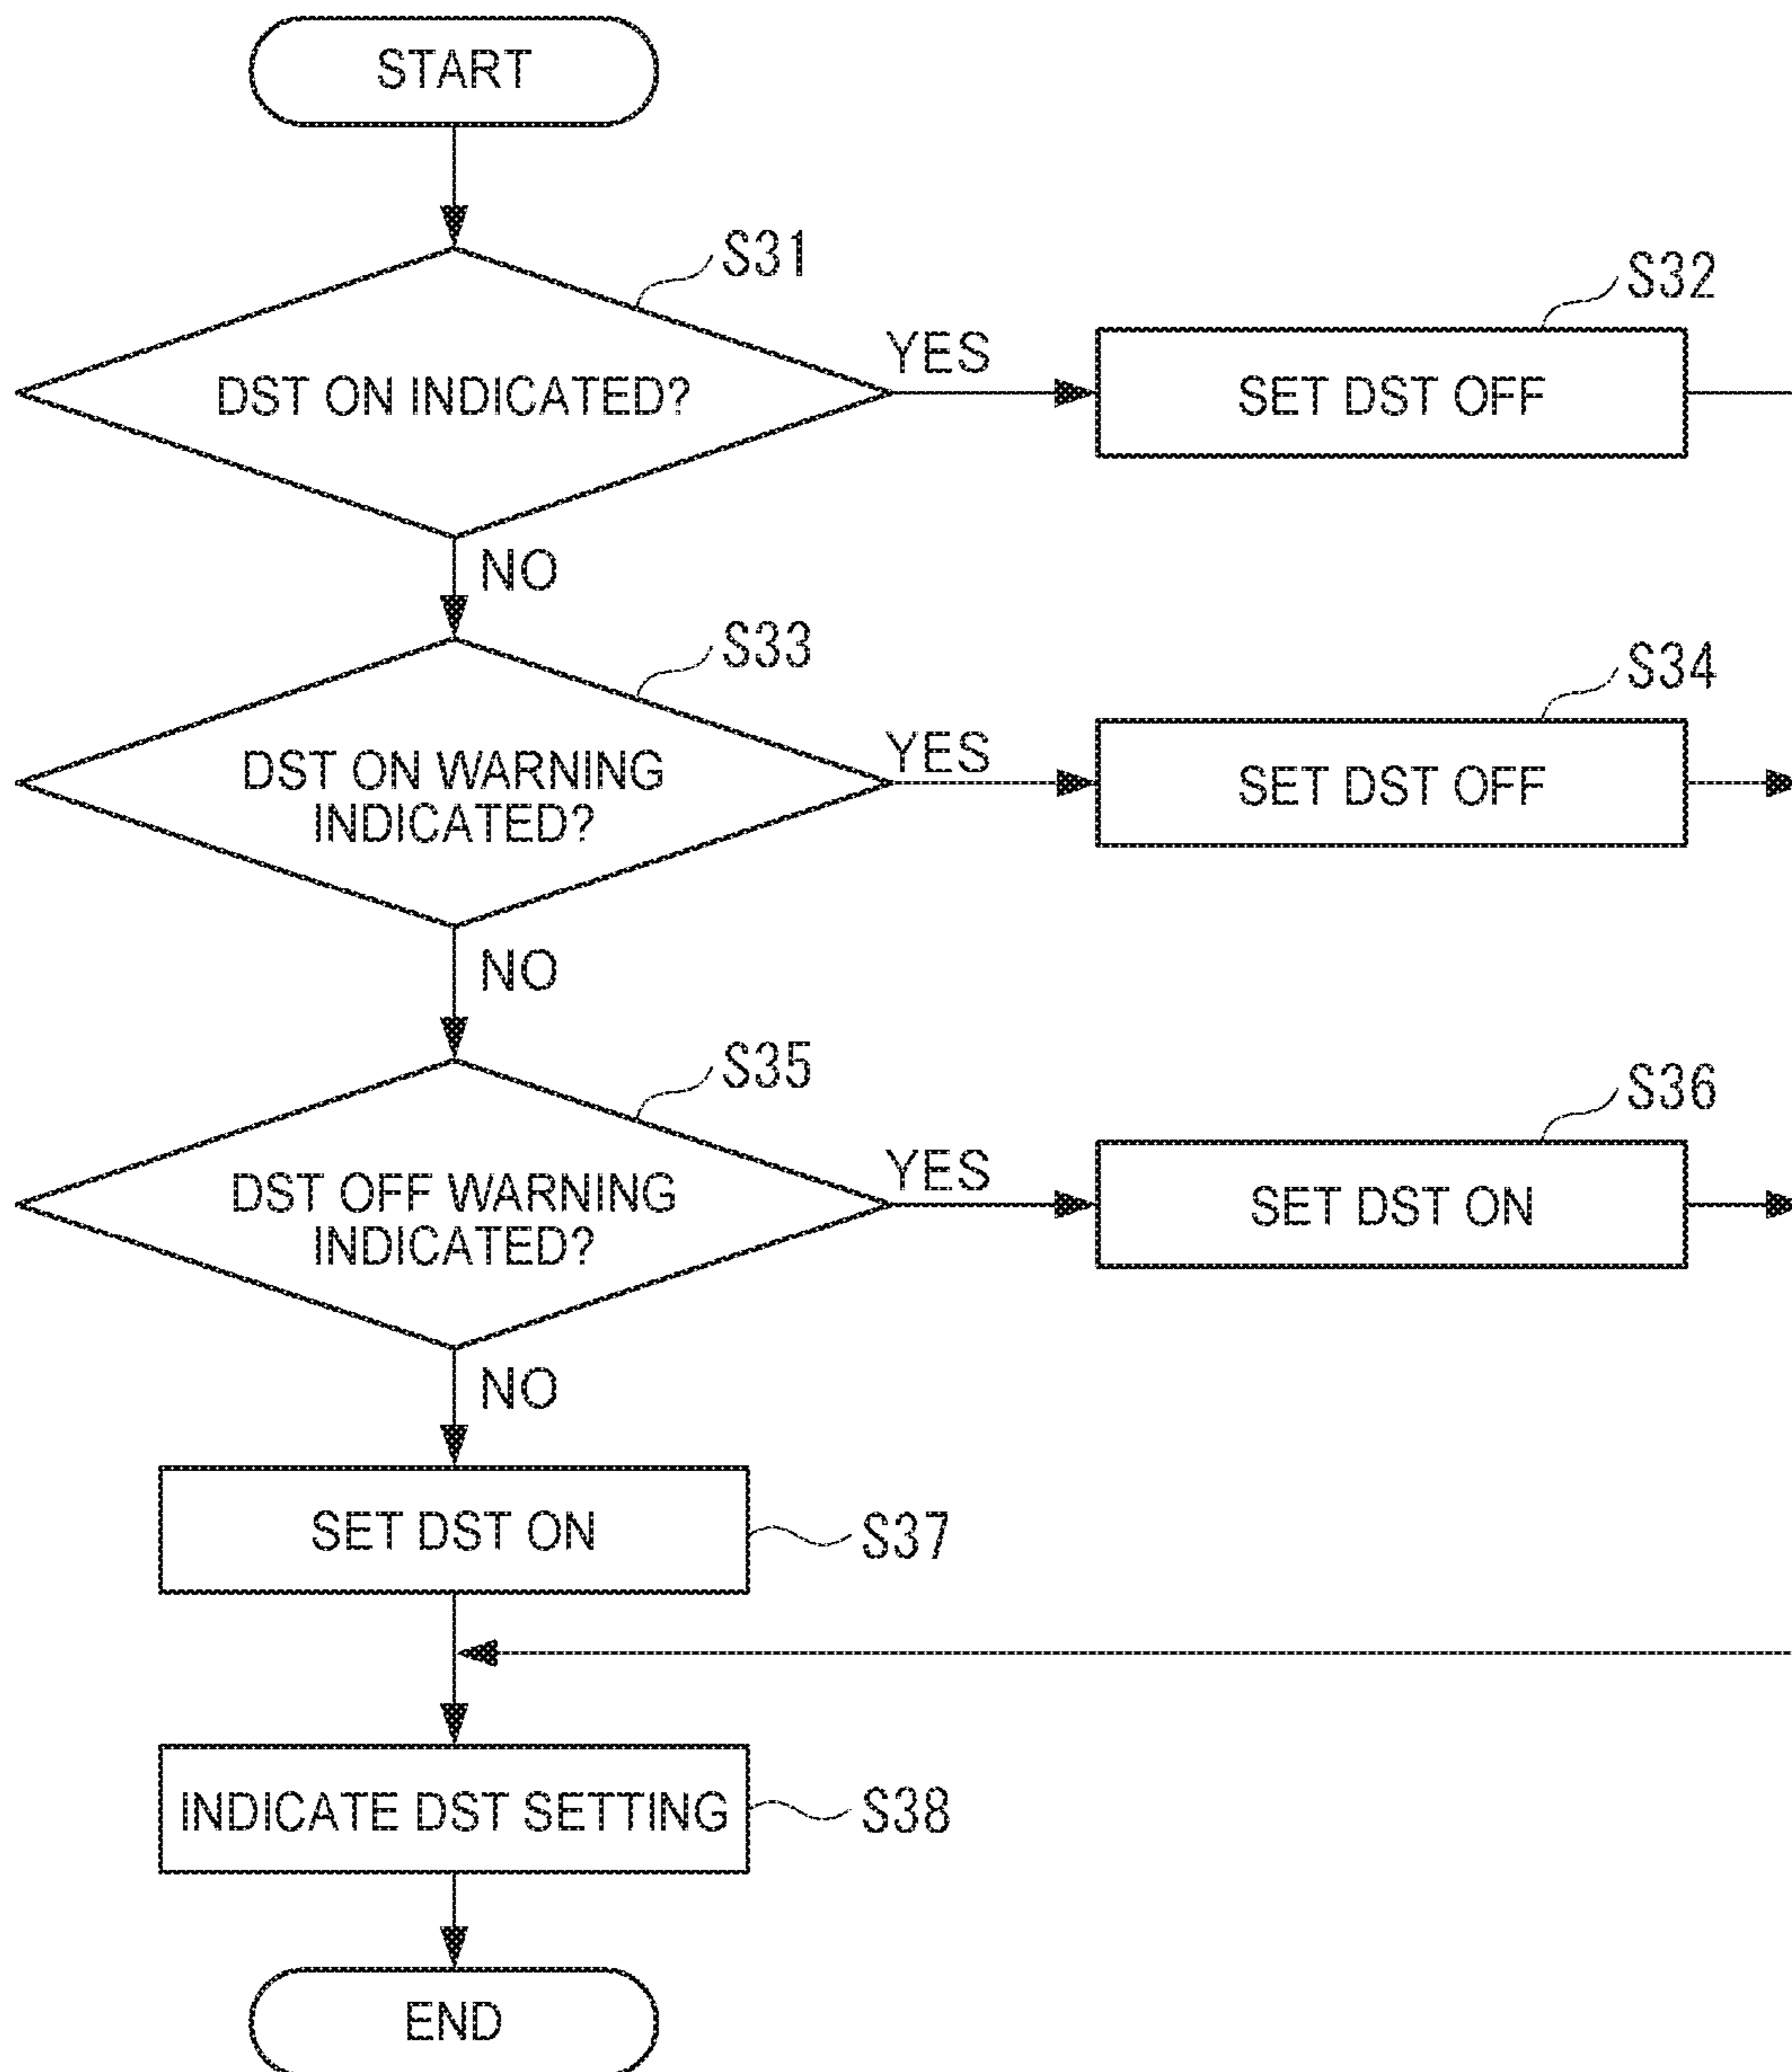 START
S31
DST ON INDICATED?
YES
S32
SET DST OFF
NO
S33
DST ON WARNING
INDICATED?
YES
S34
SET DST OFF
NO
S35
DST OFF WARNING
INDICATED?
YES
S36
SET DST ON
NO
SET DST ON
S37
INDICATE DST SETTING
S38
END